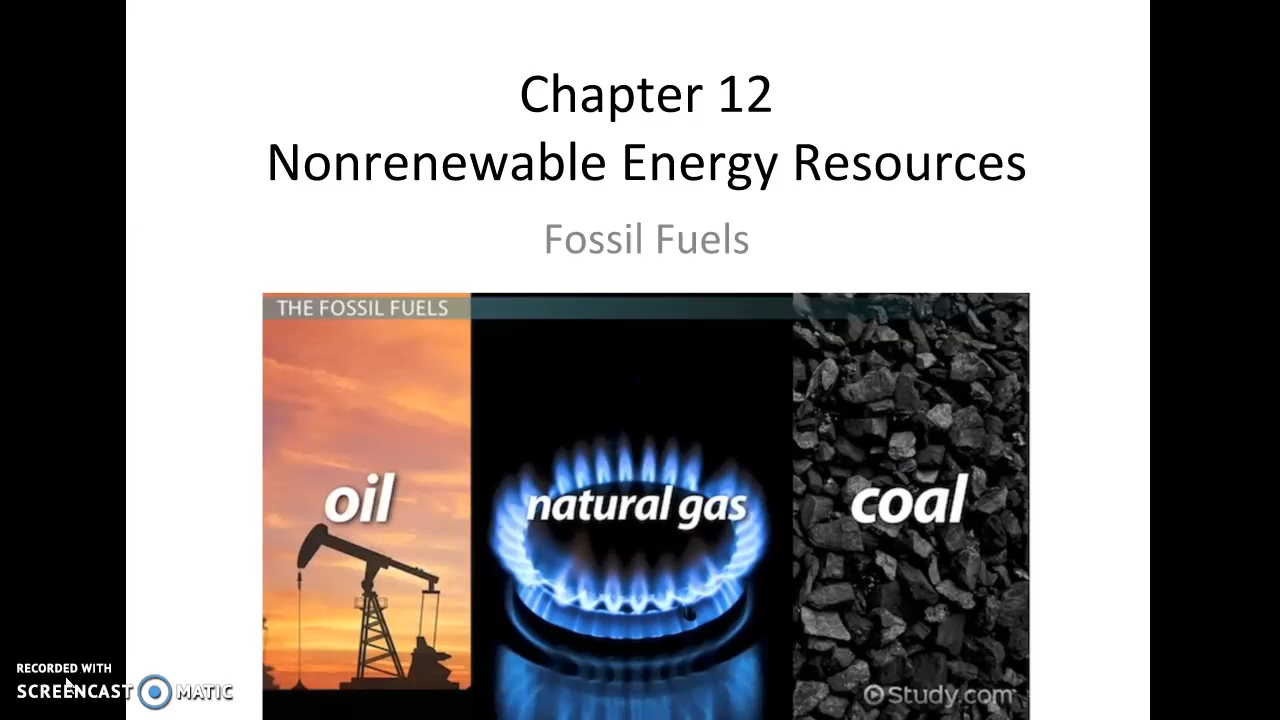 Chapter 12
Nonrenewable Energy Resources
Fossil Fuels
THE FOSSIL FUELS
oil
natural gas
coal
RECORDED WITH
SCREENCAST MATIC
Study.com